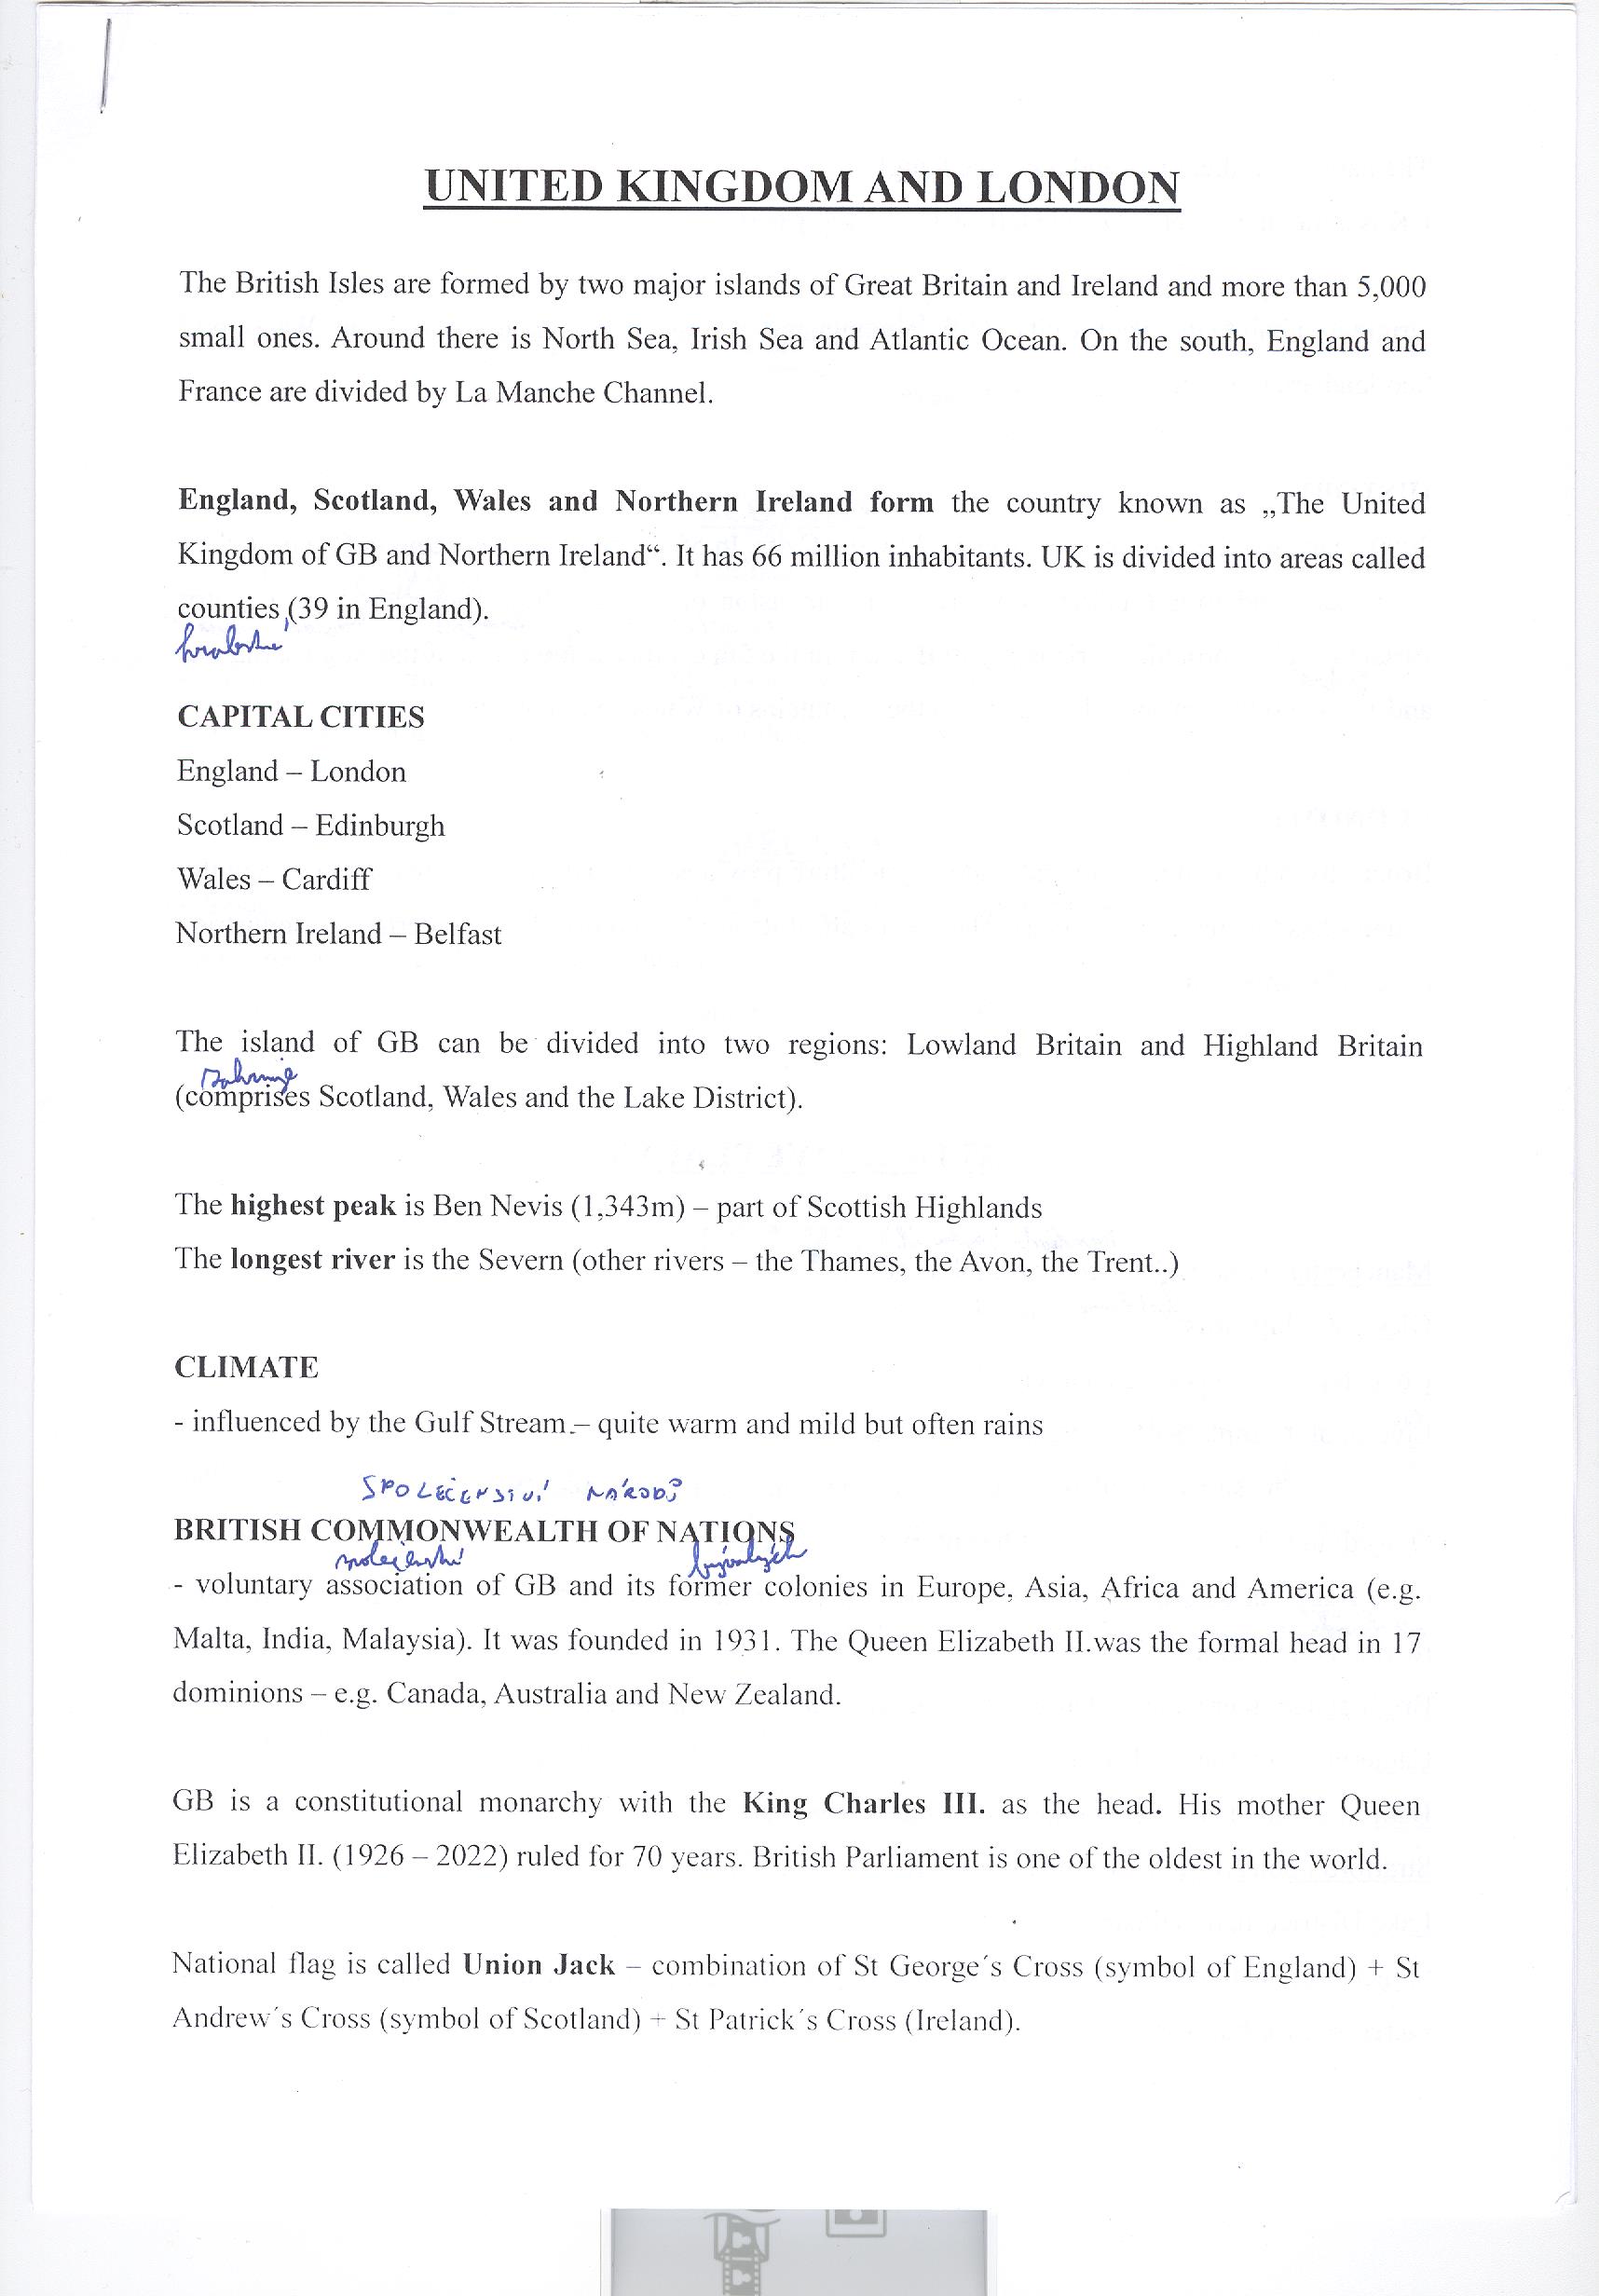 UNITED KINGDOM AND LONDON
The British Isles are formed by two major islands of Great Britain and Ireland and more than 5,000
small ones. Around there is North Sea, Irish Sea and Atlantic Ocean. On the south, England and
France are divided by La Manche Channel.
England, Scotland, Wales and Northern Ireland form the country known as „The United
Kingdom of GB and Northern Ireland“. It has 66 million inhabitants. UK is divided into areas called
counties (39 in England).
hrabství
CAPITAL CITIES
England – London
Scotland – Edinburgh
Wales – Cardiff
Northern Ireland – Belfast
The island of GB can be divided into two regions: Lowland Britain and Highland Britain
zahrnuje
(comprises Scotland, Wales and the Lake District).
The highest peak is Ben Nevis (1,343m) – part of Scottish Highlands
The longest river is the Severn (other rivers – the Thames, the Avon, the Trent..)
CLIMATE
- influenced by the Gulf Stream – quite warm and mild but often rains
SPOLEČENSTVÍ NÁRODŮ
BRITISH COMMONWEALTH OF NATIONS
bývalých
- voluntary association of GB and its former colonies in Europe, Asia, Africa and America (e.g.
Malta, India, Malaysia). It was founded in 1931. The Queen Elizabeth II.was the formal head in 17
dominions – e.g. Canada, Australia and New Zealand.
GB is a constitutional monarchy with the King Charles III. as the head. His mother Queen
Elizabeth II. (1926 – 2022) ruled for 70 years. British Parliament is one of the oldest in the world.
National flag is called Union Jack – combination of St George´s Cross (symbol of England) + St
Andrew´s Cross (symbol of Scotland) + St Patrick´s Cross (Ireland).